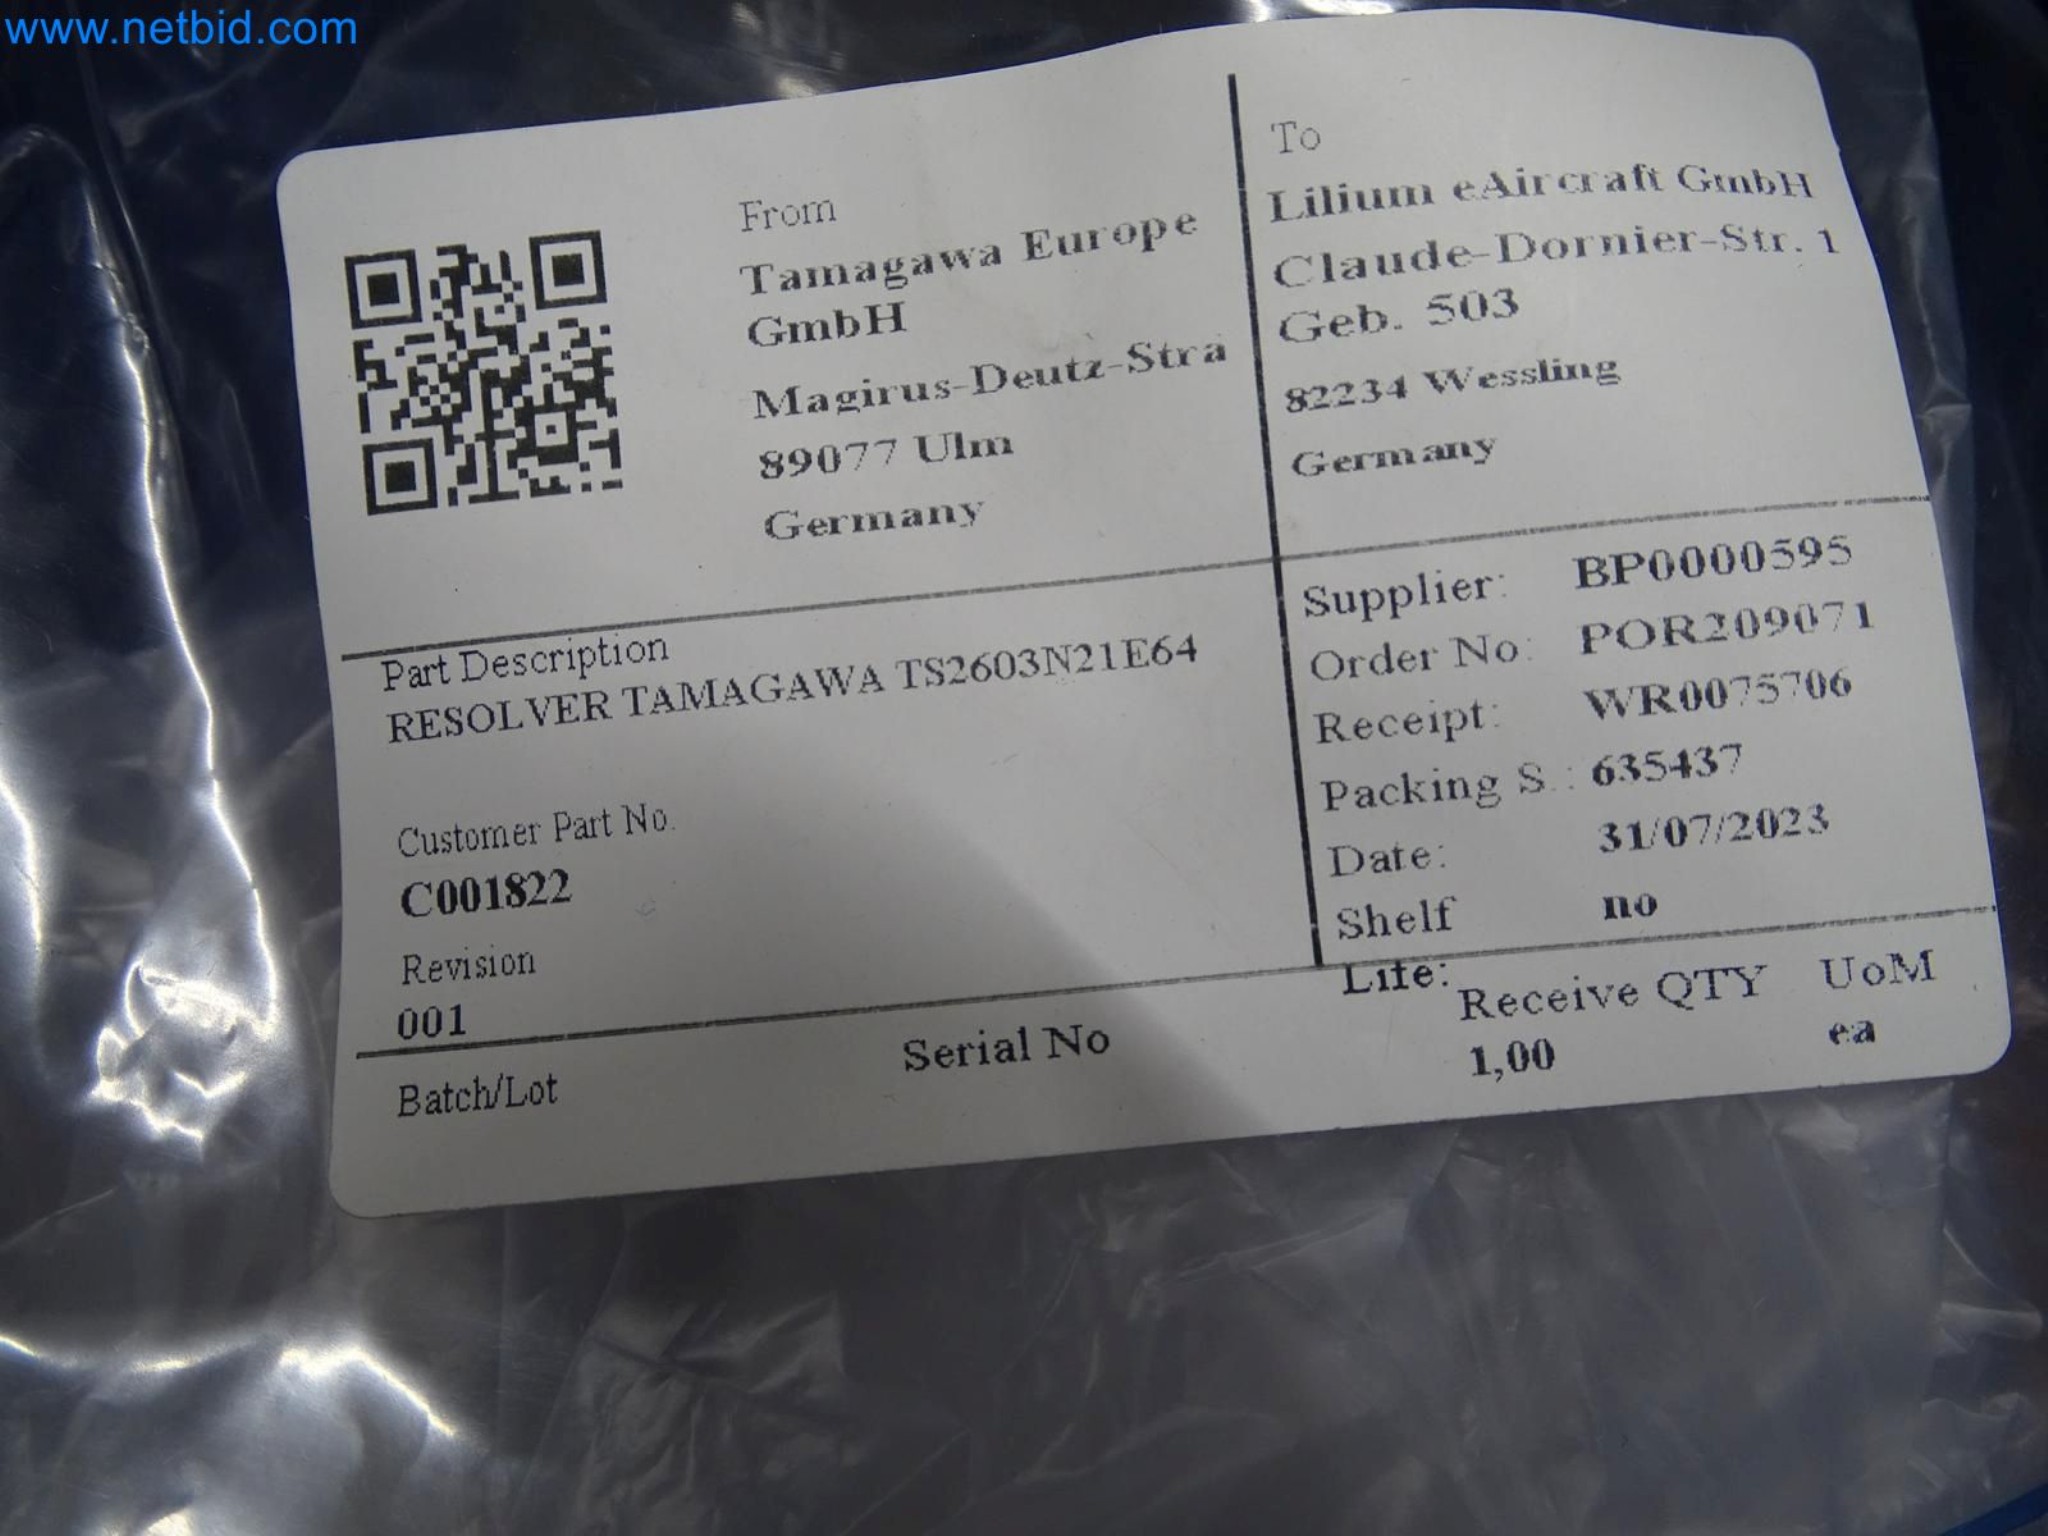 www.netbid.com
From
Tamagawa Europe
GmbH
Magirus-Deutz-Stra
89077 Ulm
Germany
To
Lilium eAircraft GmbH
Claude-Dornier-Str. 1
Geb. 503
82234 Wessling
Germany
Part Description
RESOLVER TAMAGAWA TS2603N21E64
Customer Part No.
C001822
Revision
001
Supplier: BP0000595
Order No: POR209071
Receipt: WR0075706
Packing S.: 635437
Date: 31/07/2023
Shelf no
Life:
Batch/Lot
Serial No
Receive QTY UoM
1,00 ea